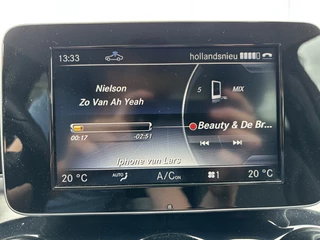 13:33 hollandsnieu
Nielson 5 MIX
Zo Van Ah Yeah
Beauty & De Br...
00:17 -02:51
Iphone van Lars
20 °C AUTO A/C ON 1 20 °C